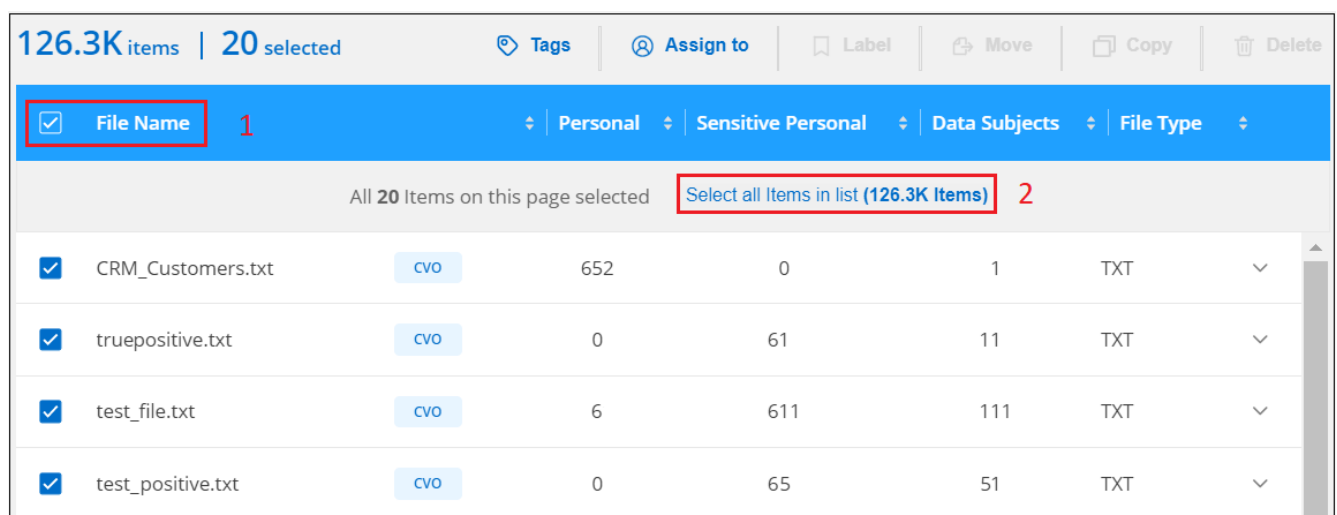 126.3K items | 20 selected Tags Assign to Label Move Copy Delete
File Name 1 Personal Sensitive Personal Data Subjects File Type
All 20 Items on this page selected Select all Items in list (126.3K Items) 2
CRM_Customers.txt CVO 652 0 1 TXT
truepositive.txt CVO 0 61 11 TXT
test_file.txt CVO 6 611 111 TXT
test_positive.txt CVO 0 65 51 TXT